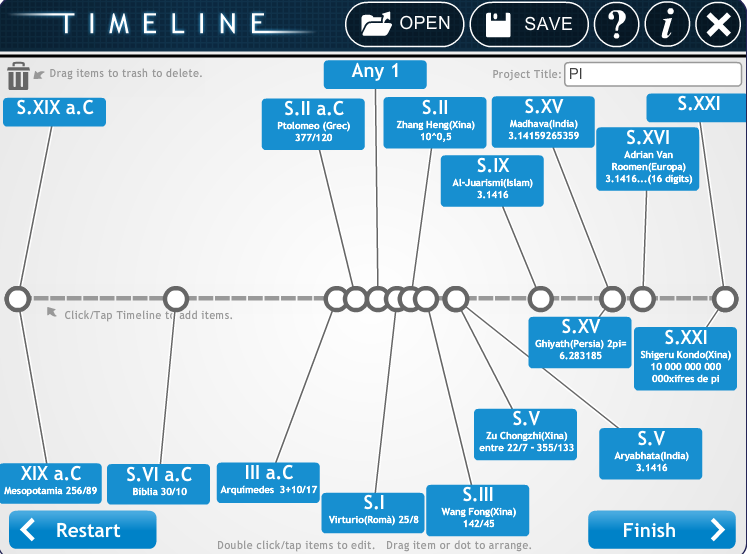 TIMELINE
OPEN
SAVE
?
i
Drag items to trash to delete.
Project Title:
PI
Any 1
S.XIX a.C
S.II a.C
Ptolomeo (Grec)
377/120
S.II
Zhang Heng(Xina)
10^0,5
S.XV
Madhava(India)
3.14159265359
S.XXI
S.XVI
Adrian Van
Roomen(Europa)
3.1416...(16 digits)
S.IX
Al-Juarismi(Islam)
3.1416
Click/Tap Timeline to add items.
S.XV
Ghiyath(Persia) 2pi=
6.283185
S.XXI
Shigeru Kondo(Xina)
10 000 000 000
000xifres de pi
S.V
Zu Chongzhi(Xina)
entre 22/7 - 355/133
S.V
Aryabhata(India)
3.1416
XIX a.C
Mesopotamia 256/89
S.VI a.C
Biblia 30/10
III a.C
Arquímedes 3+10/17
S.I
Virturio(Romà) 25/8
S.III
Wang Fong(Xina)
142/45
Restart
Finish
Double click/tap items to edit. Drag item or dot to arrange.